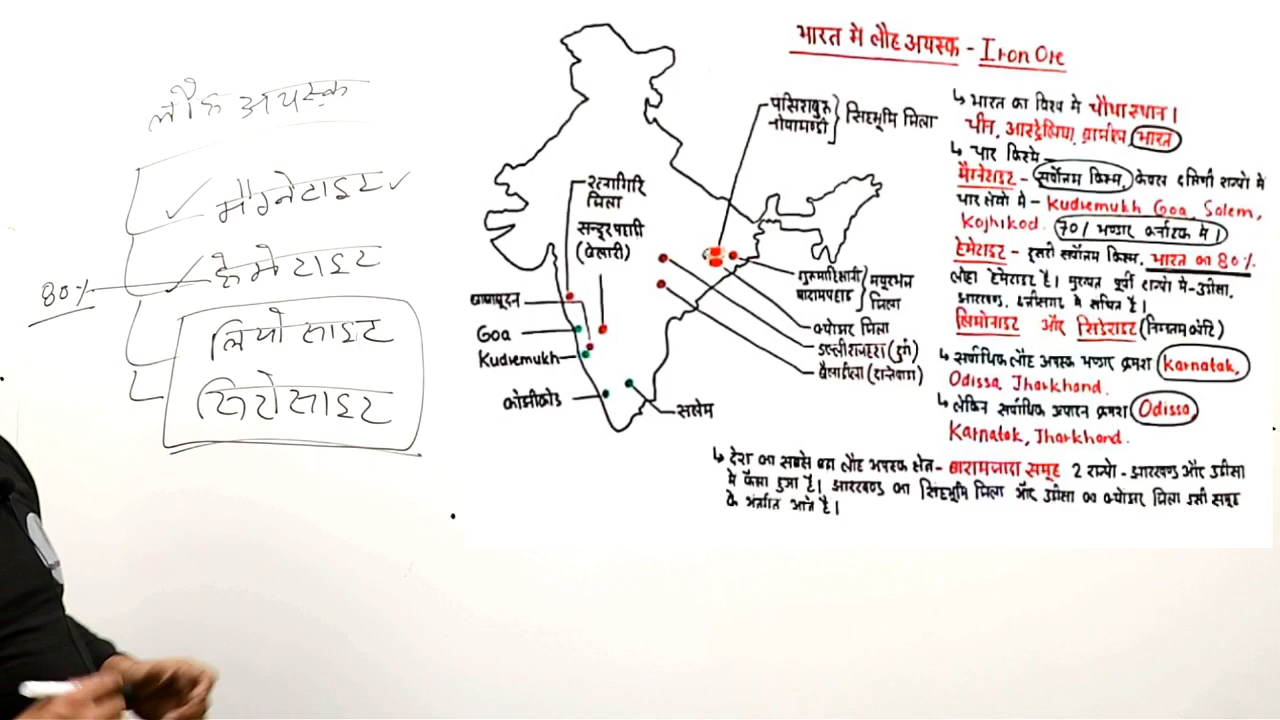 लौह अयस्क
मैग्नेटाइट
हेमेटाइट
80%
लियोसाइट
सिरोसाइट
भारत मे लौह अयस्क - Iron Ore
पंसिराबुरु
नोवामण्डी
सिंहभूमि जिला
रत्नागिरि
जिला
सन्दुर पहाड़ी
(बेलारी)
Goa
Kudremukh
कोझीकोड
सलेम
गुरुमाहिसानी
बादामपहाड़
मयूरभंज
जिला
क्योंझर जिला
डल्लीराजहरा (दुर्ग)
बैलाडीला (दान्तेवाडा)
↳ भारत का विश्व मे चौथा स्थान।
चीन, आस्ट्रेलिया, ब्राजील, भारत
↳ चार किस्मे -
मैग्नेटाइट - सर्वोत्तम किस्म, केवल दक्षिणी राज्यो मे
चार क्षेत्रो मे - Kudremukh Goa, Salem,
Kojhikod. 70% भण्डार कर्नाटक मे।
हेमेटाइट - दूसरी सर्वोत्तम किस्म, भारत का 80%
लोहा हेमेटाइट है। मुख्यत पूर्वी राज्यो मे- उड़ीसा,
झारखण्ड, छत्तीसगढ मे संचित है।
लिमोनाइट और सिडेराइट (निम्नतम कोटि)
↳ सर्वाधिक लौह अयस्क भण्डार क्रमश Karnatak,
Odissa, Jharkhand.
↳ लेकिन सर्वाधिक उत्पादन क्रमश Odissa,
Karnatak, Jharkhand.
↳ देश का सबसे बड़ा लौह अयस्क क्षेत्र- बारामजादा समूह 2 राज्यो - झारखण्ड और उड़ीसा
मे फैला हुआ है। झारखण्ड का सिंहभूमि जिला और उड़ीसा का क्योंझर जिला इसी समूह
के अंतर्गत आते है।